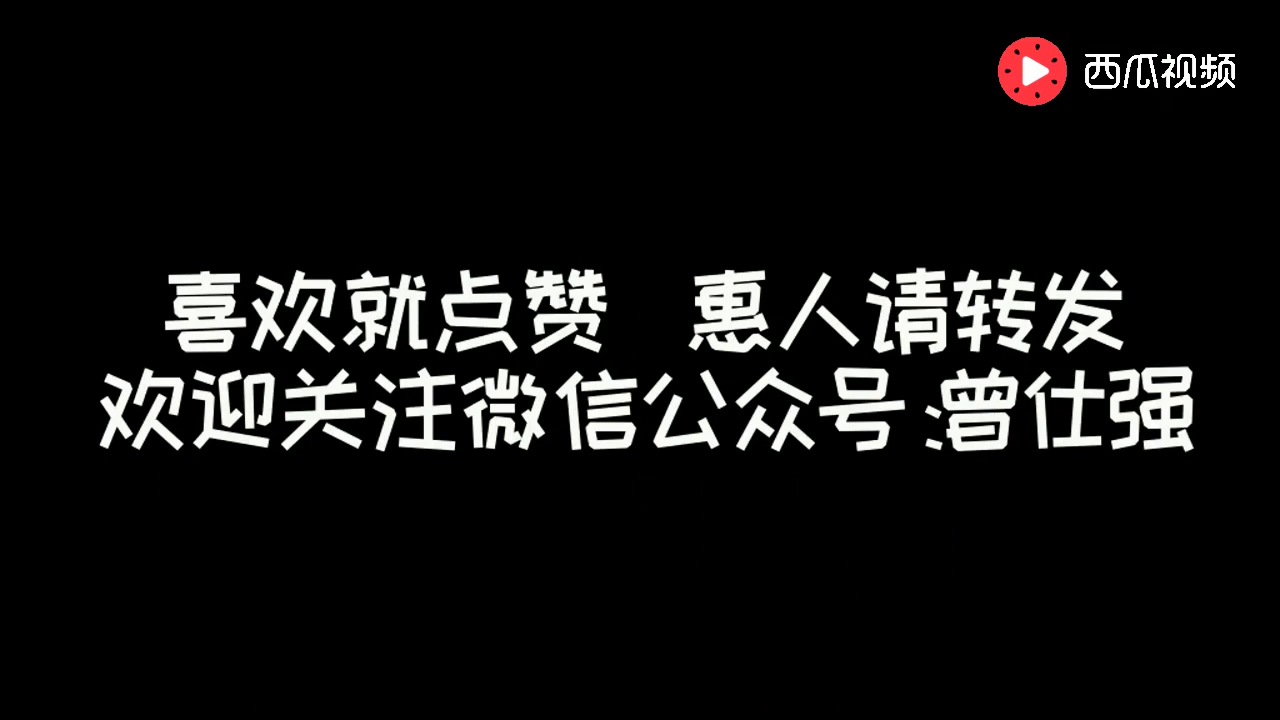 西瓜视频
喜欢就点赞 惠人请转发
欢迎关注微信公众号:曾仕强